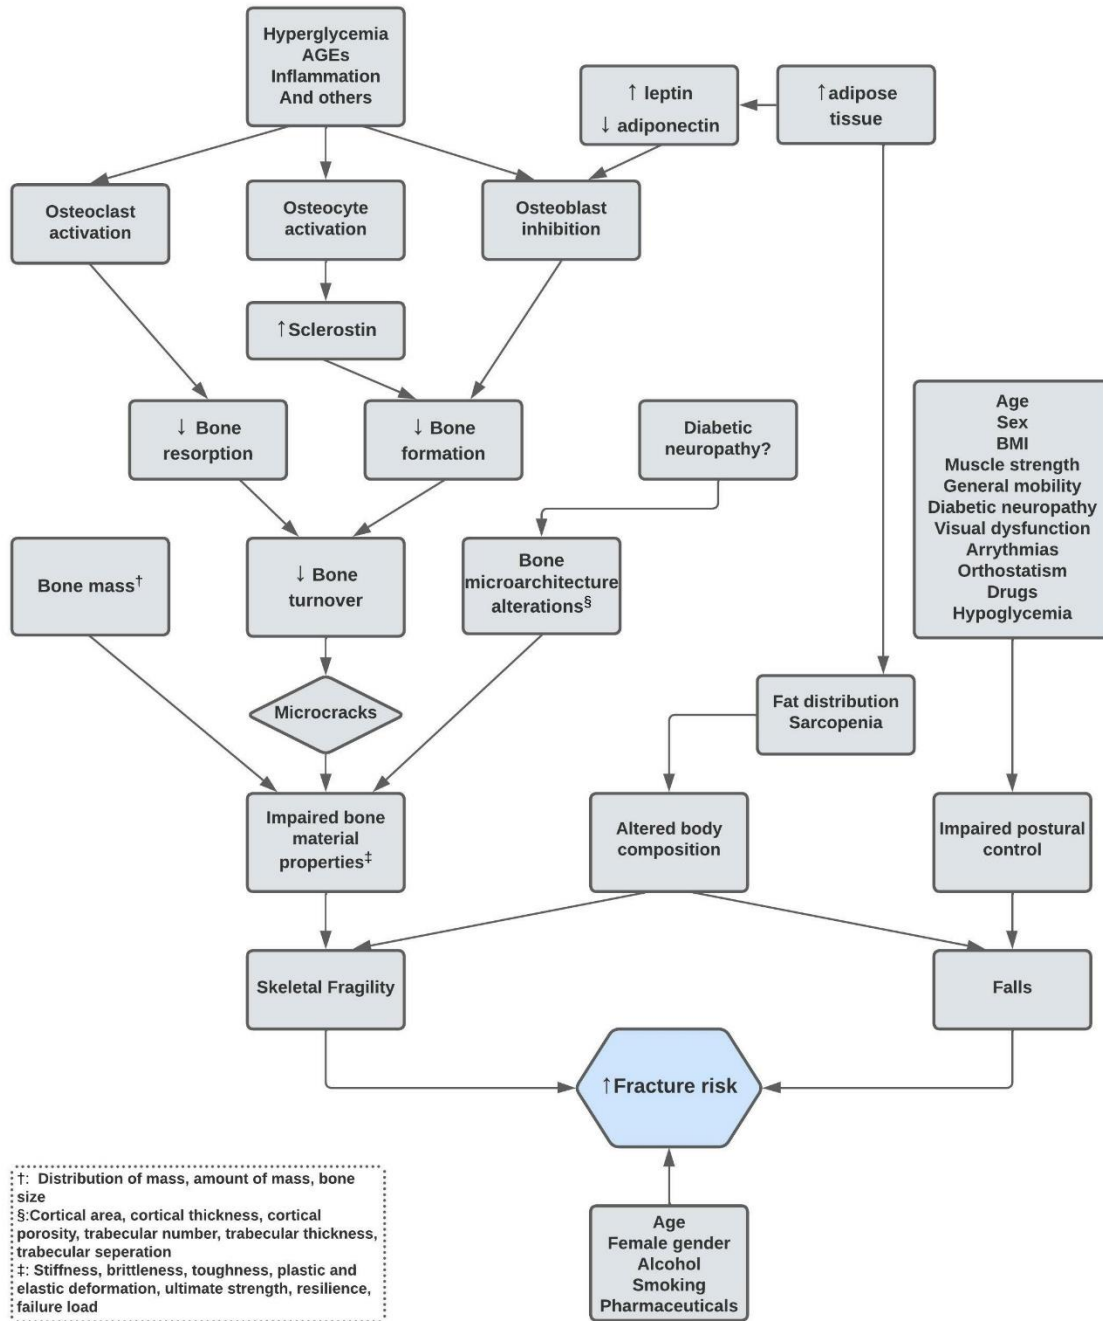 Hyperglycemia
AGEs
Inflammation
And others
↑ leptin
↓ adiponectin
↑adipose
tissue
Osteoclast
activation
Osteocyte
activation
Osteoblast
inhibition
↑Sclerostin
↓ Bone
resorption
↓ Bone
formation
Diabetic
neuropathy?
Age
Sex
BMI
Muscle strength
General mobility
Diabetic neuropathy
Visual dysfunction
Arrythmias
Orthostatism
Drugs
Hypoglycemia
Bone mass†
↓ Bone
turnover
Bone
microarchitecture
alterations§
Microcracks
Fat distribution
Sarcopenia
Impaired bone
material
properties‡
Altered body
composition
Impaired postural
control
Skeletal Fragility
Falls
↑Fracture risk
Age
Female gender
Alcohol
Smoking
Pharmaceuticals
†: Distribution of mass, amount of mass, bone
size
§:Cortical area, cortical thickness, cortical
porosity, trabecular number, trabecular thickness,
trabecular seperation
‡: Stiffness, brittleness, toughness, plastic and
elastic deformation, ultimate strength, resilience,
failure load